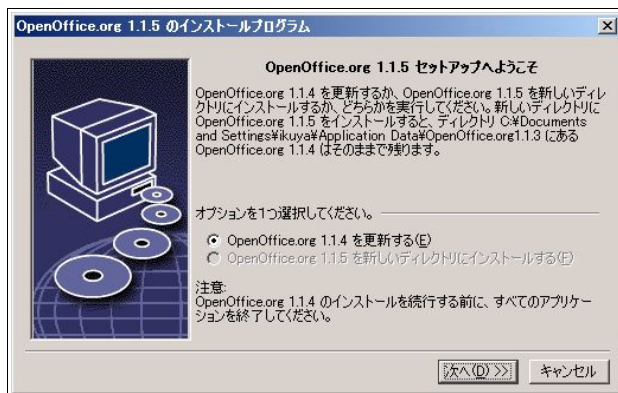 OpenOffice.org 1.1.5 のインストールプログラム
OpenOffice.org 1.1.5 セットアップへようこそ
OpenOffice.org 1.1.4 を更新するか、OpenOffice.org 1.1.5 を新しいディレ
クトリにインストールするか、どちらかを実行してください。新しいディレクトリに
OpenOffice.org 1.1.5 をインストールすると、ディレクトリ C:¥Documents
and Settings¥ikuya¥Application Data¥OpenOffice.org1.1.3 にある
OpenOffice.org 1.1.4 はそのままで残ります。
オプションを1つ選択してください。
OpenOffice.org 1.1.4 を更新する(E)
OpenOffice.org 1.1.5 を新しいディレクトリにインストールする(F)
注意:
OpenOffice.org 1.1.4 のインストールを続行する前に、すべてのアプリケー
ションを終了してください。
次へ(D) >>
キャンセル